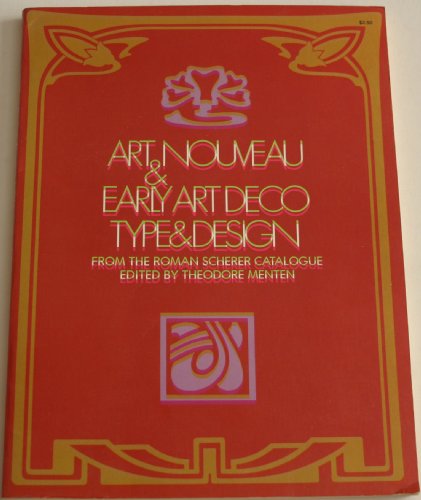 ART NOUVEAU
&
EARLY ART DECO
TYPE & DESIGN
FROM THE ROMAN SCHERER CATALOGUE
EDITED BY THEODORE MENTEN